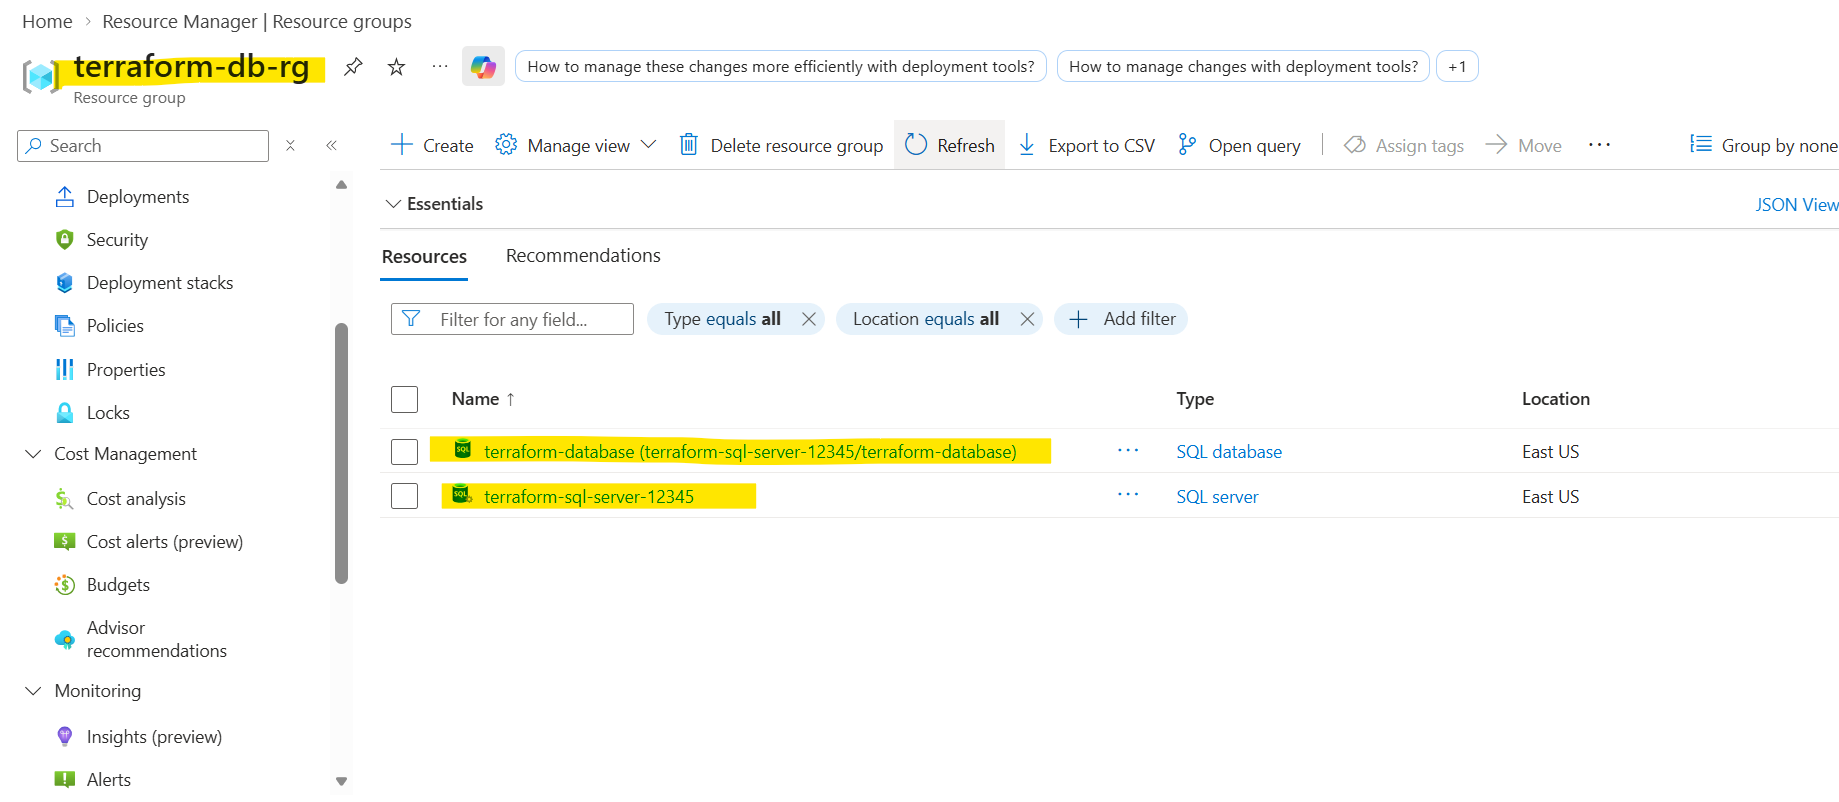 Home > Resource Manager | Resource groups
terraform-db-rg
Resource group
How to manage these changes more efficiently with deployment tools?
How to manage changes with deployment tools?
+1
Search
Create
Manage view
Delete resource group
Refresh
Export to CSV
Open query
Assign tags
Move
Group by none
Deployments
Security
Deployment stacks
Policies
Properties
Locks
Cost Management
Cost analysis
Cost alerts (preview)
Budgets
Advisor
recommendations
Monitoring
Insights (preview)
Alerts
Essentials
JSON View
Resources
Recommendations
Filter for any field...
Type equals all
Location equals all
Add filter
Name ↑ Type Location
terraform-database (terraform-sql-server-12345/terraform-database) SQL database East US
terraform-sql-server-12345 SQL server East US